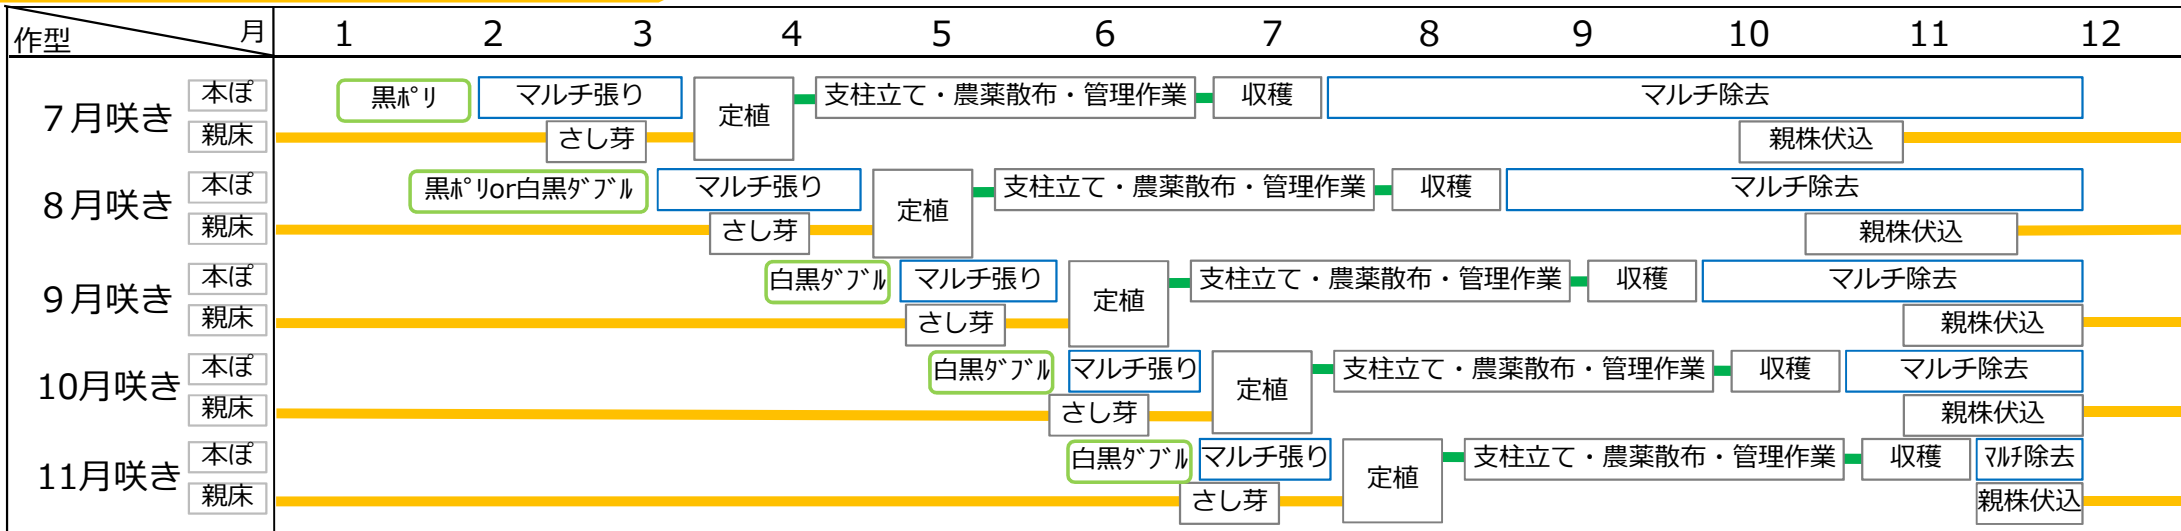 作型 月 1 2 3 4 5 6 7 8 9 10 11 12
7月咲き 本ぽ 黒ﾎﾟﾘ マルチ張り 定植 支柱立て・農薬散布・管理作業 収穫 マルチ除去
親床 さし芽 親株伏込
8月咲き 本ぽ 黒ﾎﾟﾘor白黒ﾀﾞﾌﾞﾙ マルチ張り 定植 支柱立て・農薬散布・管理作業 収穫 マルチ除去
親床 さし芽 親株伏込
9月咲き 本ぽ 白黒ﾀﾞﾌﾞﾙ マルチ張り 定植 支柱立て・農薬散布・管理作業 収穫 マルチ除去
親床 さし芽 親株伏込
10月咲き 本ぽ 白黒ﾀﾞﾌﾞﾙ マルチ張り 定植 支柱立て・農薬散布・管理作業 収穫 マルチ除去
親床 さし芽 親株伏込
11月咲き 本ぽ 白黒ﾀﾞﾌﾞﾙ マルチ張り 定植 支柱立て・農薬散布・管理作業 収穫 ﾏﾙﾁ除去
親床 さし芽 親株伏込